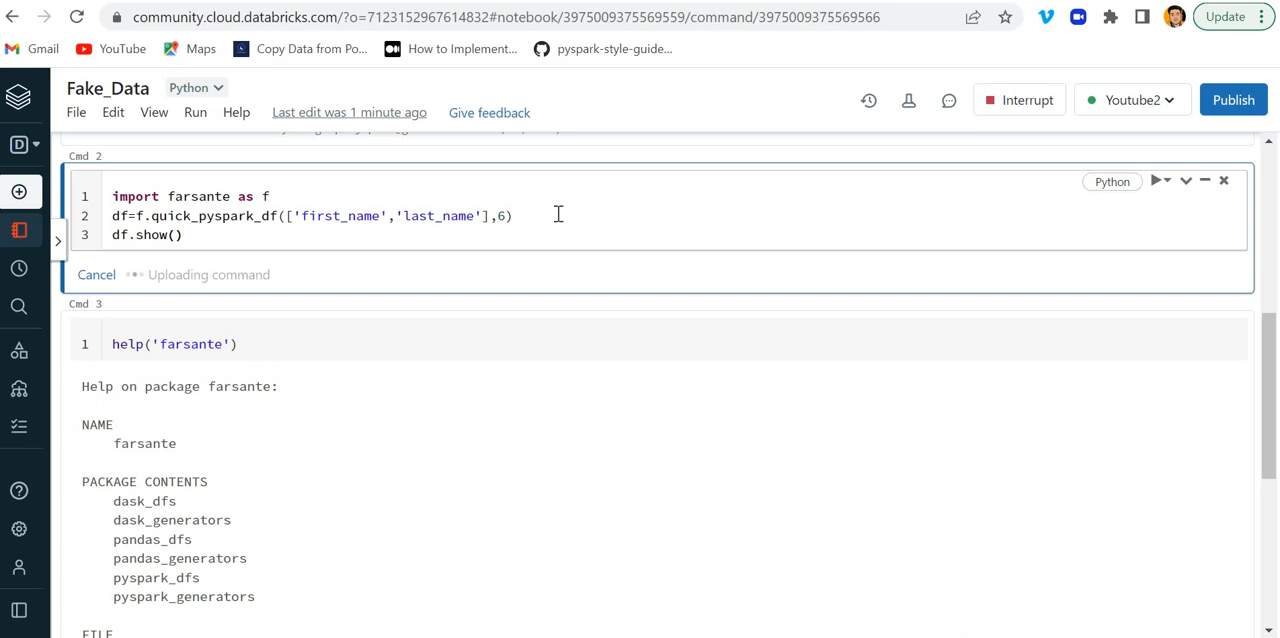 community.cloud.databricks.com/?o=7123152967614832#notebook/3975009375569559/command/3975009375569566
Update
Gmail
YouTube
Maps
Copy Data from Po...
How to Implement...
pyspark-style-guide...
Fake_Data
Python
File Edit View Run Help Last edit was 1 minute ago Give feedback
Interrupt
Youtube2
Publish
D
Cmd 2
Python
1 import farsante as f
2 df=f.quick_pyspark_df(['first_name','last_name'],6)
3 df.show()
Cancel Uploading command
Cmd 3
1 help('farsante')
Help on package farsante:
NAME
farsante
PACKAGE CONTENTS
dask_dfs
dask_generators
pandas_dfs
pandas_generators
pyspark_dfs
pyspark_generators
FILE